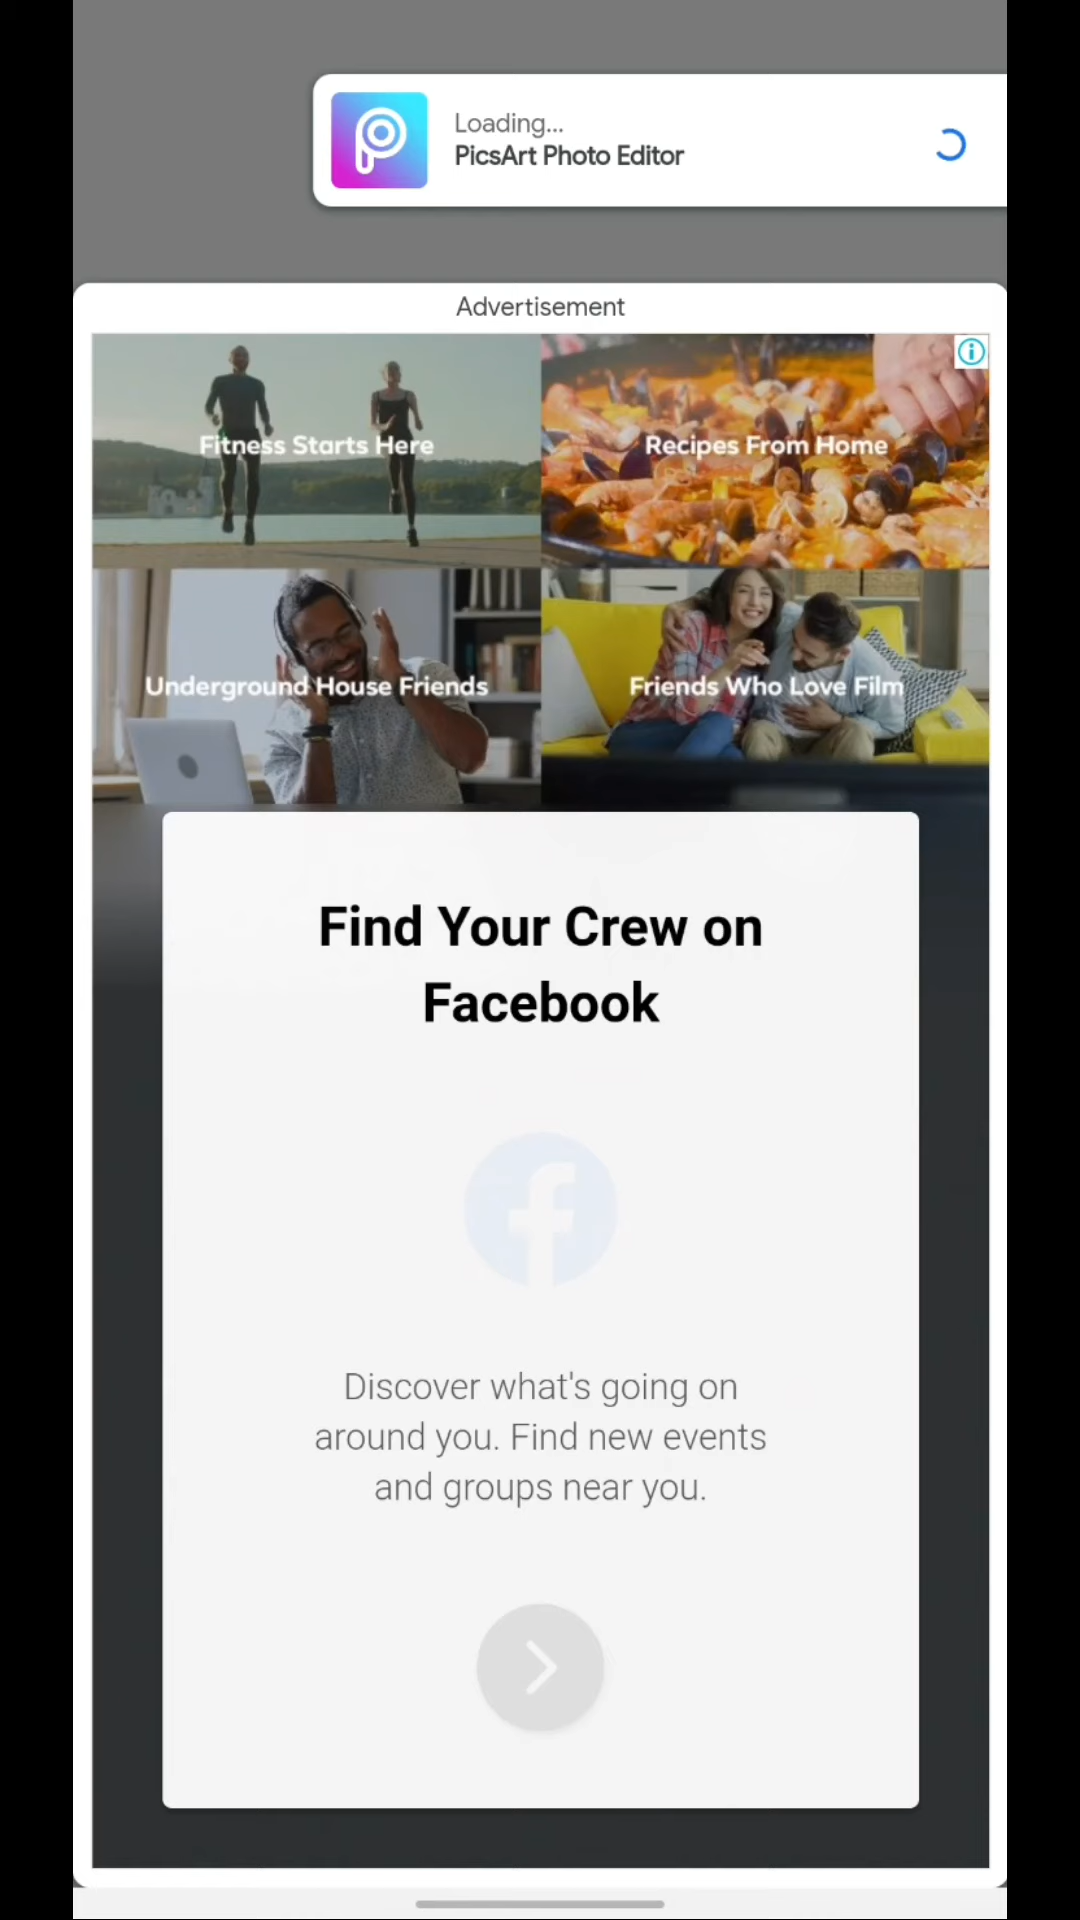 Loading...
PicsArt Photo Editor
Advertisement
Fitness Starts Here
Recipes From Home
Underground House Friends
Friends Who Love Film
Find Your Crew on
Facebook
Discover what's going on
around you. Find new events
and groups near you.